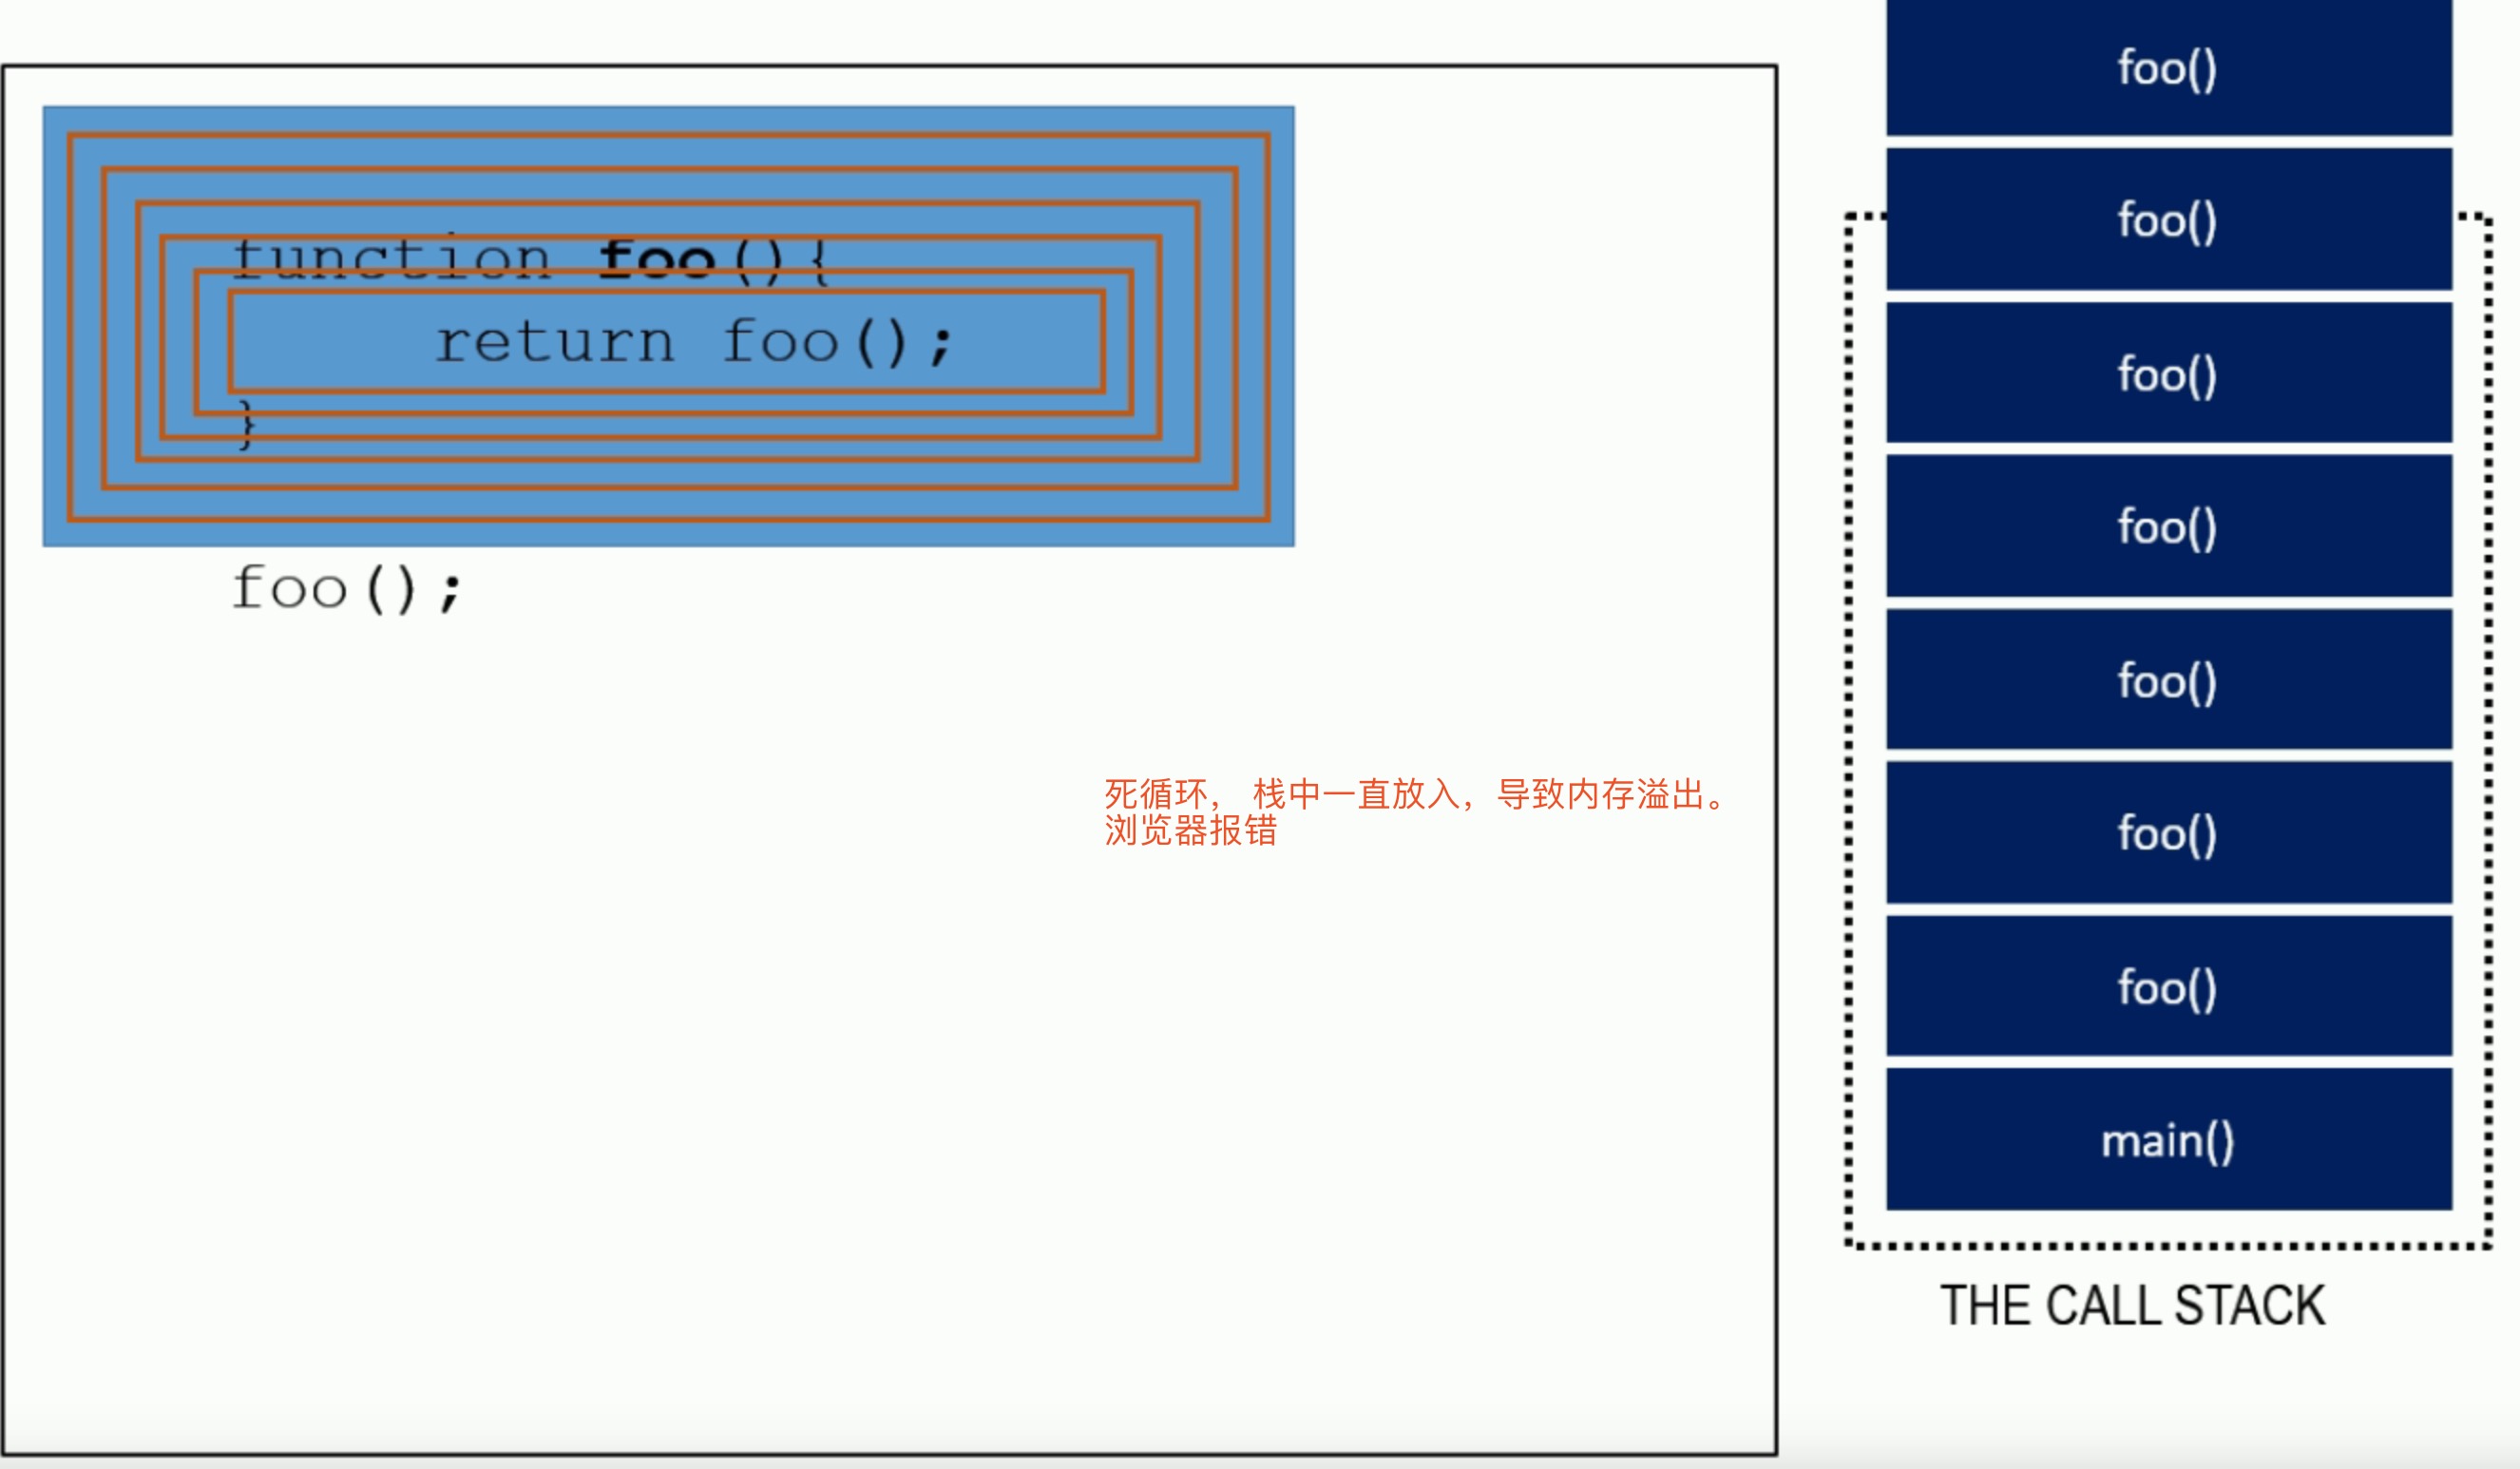 function foo(){
return foo();
}
foo();
死循环， 栈中一直放入，导致内存溢出。
浏览器报错
foo()
foo()
foo()
foo()
foo()
foo()
foo()
main()
THE CALL STACK